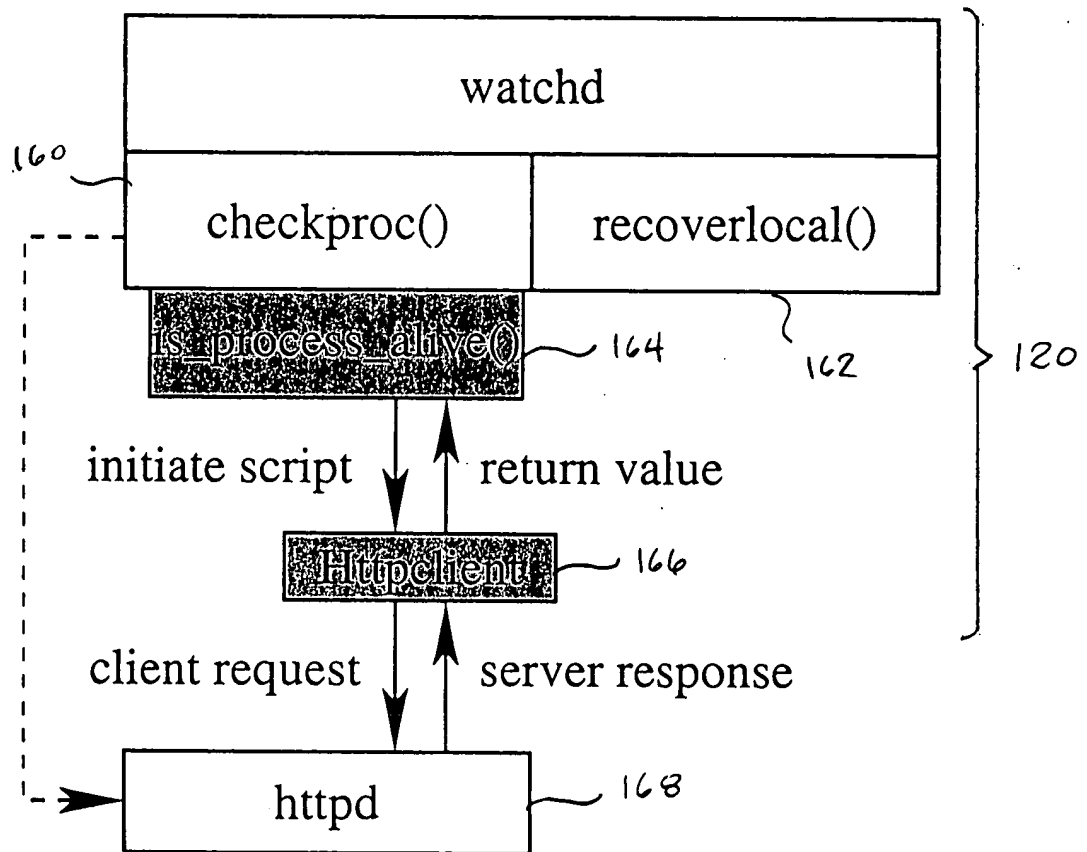 watchd
160
checkproc()
recoverlocal()
is_process_alive()
164
162
120
initiate script
return value
Httpclient
166
client request
server response
httpd
168